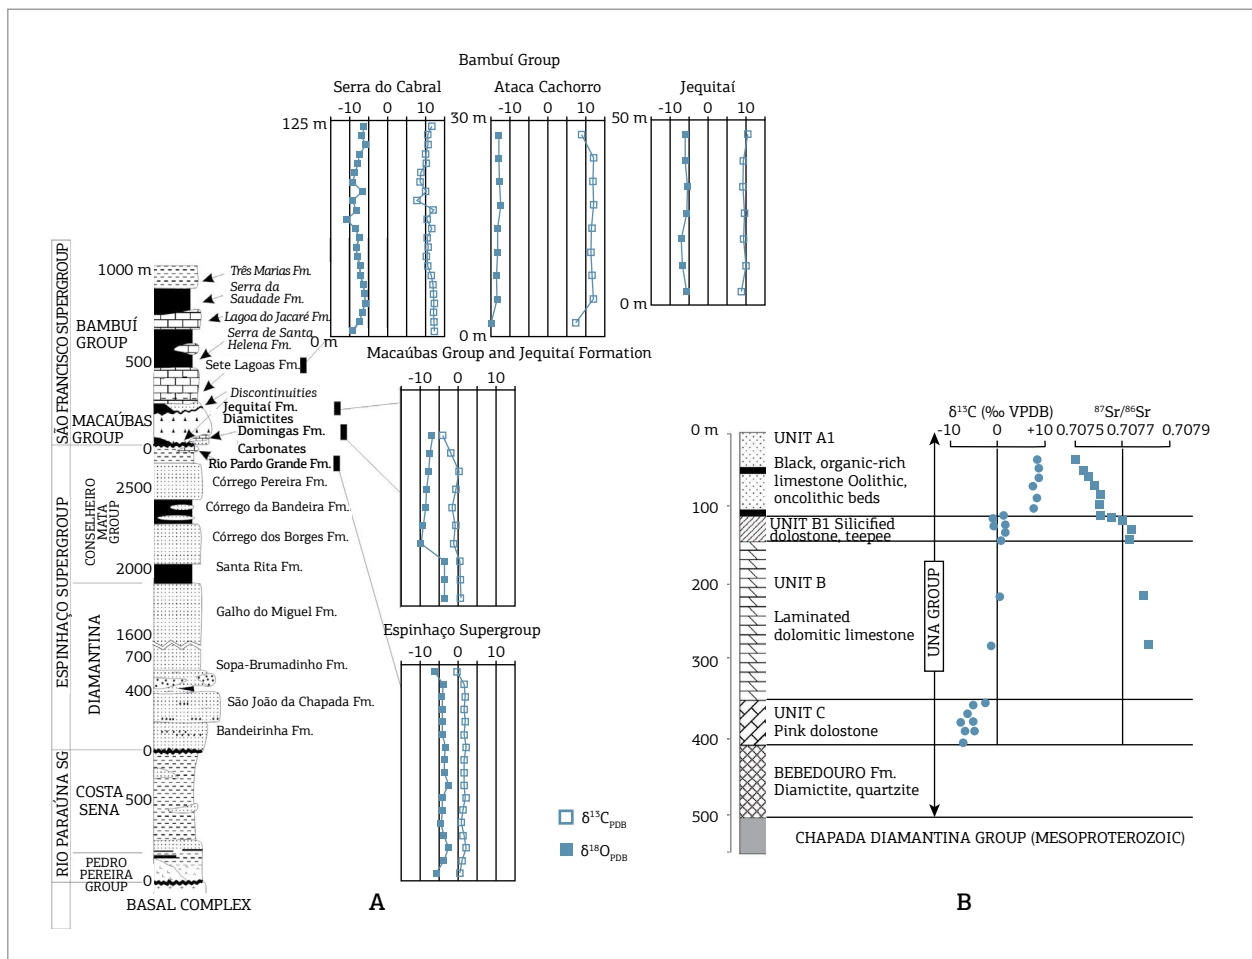 Bambuí Group
Serra do Cabral
Ataca Cachorro
Jequitaí
-10 0 10
-10 0 10
-10 0 10
125 m
30 m
50 m
0 m
0 m
0 m
SÃO FRANCISCO SUPERGROUP
ESPINHAÇO SUPERGROUP
RIO PARAÚNA SG
BAMBUÍ
GROUP
MACAÚBAS
GROUP
CONSELHEIRO
MATA
GROUP
DIAMANTINA
COSTA
SENA
PEDRO
PEREIRA
GROUP
1000 m
500
0
2500
2000
1600
700
400
0
500
0
Três Marias Fm.
Serra da
Saudade Fm.
Lagoa do Jacaré Fm.
Serra de Santa
Helena Fm.
Sete Lagoas Fm.
Discontinuities
Jequitaí Fm.
Diamictites
Domingas Fm.
Carbonates
Rio Pardo Grande Fm.
Córrego Pereira Fm.
Córrego da Bandeira Fm.
Córrego dos Borges Fm.
Santa Rita Fm.
Galho do Miguel Fm.
Sopa-Brumadinho Fm.
São João da Chapada Fm.
Bandeirinha Fm.
BASAL COMPLEX
Macaúbas Group and Jequitaí Formation
-10 0 10
Espinhaço Supergroup
-10 0 10
δ¹³C PDB
δ¹⁸O PDB
A
δ¹³C (‰ VPDB)
⁸⁷Sr/⁸⁶Sr
-10 0 +10
0.7075 0.7077 0.7079
0 m
100
200
300
400
500
UNIT A1
Black, organic-rich
limestone Oolithic,
oncolithic beds
UNIT B1 Silicified
dolostone, teepee
UNIT B
Laminated
dolomitic limestone
UNIT C
Pink dolostone
BEBEDOURO Fm.
Diamictite, quartzite
UNA GROUP
CHAPADA DIAMANTINA GROUP (MESOPROTEROZOIC)
B